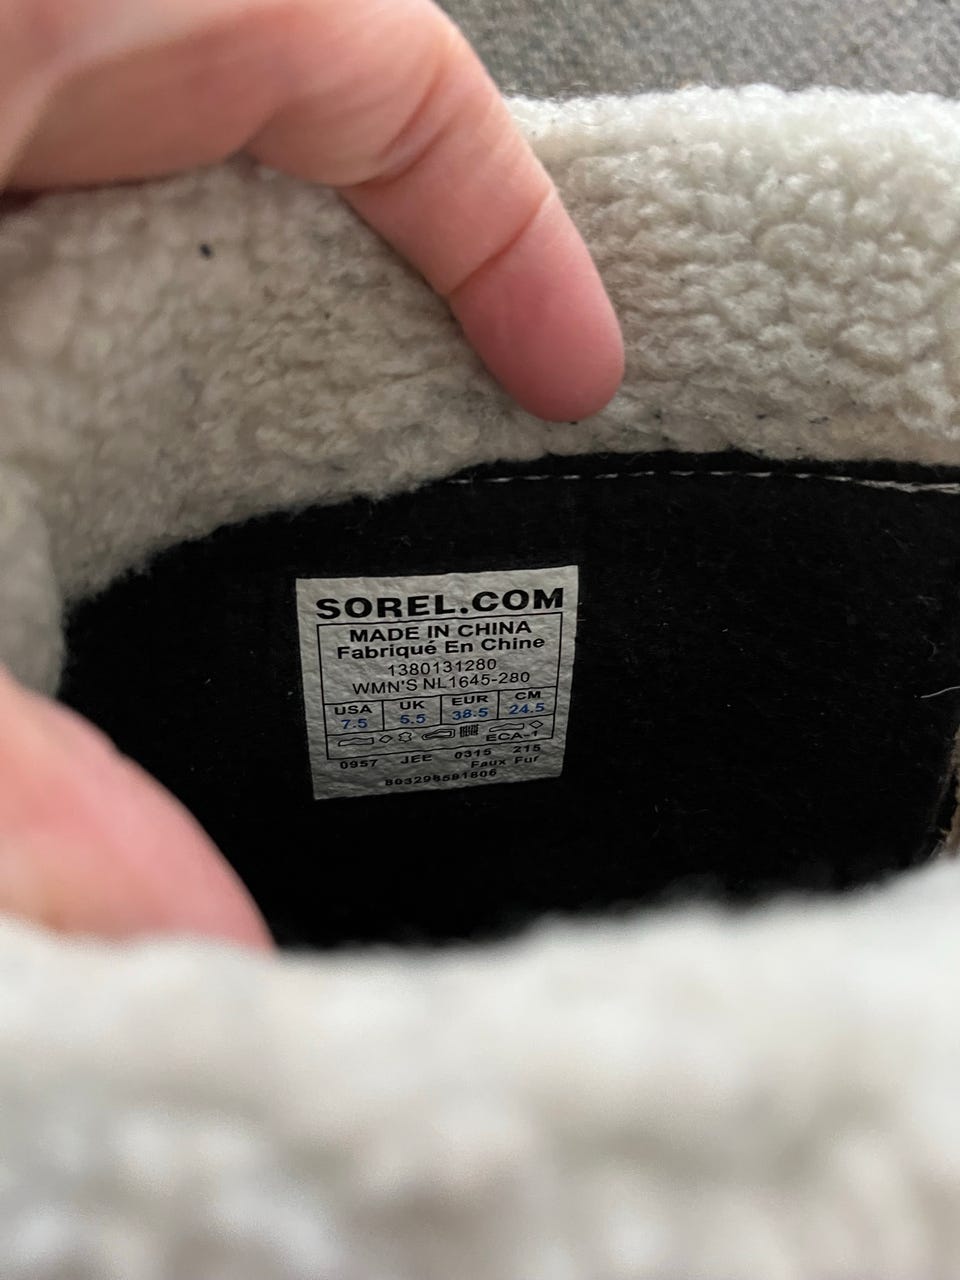 SOREL.COM
MADE IN CHINA
Fabriqué En Chine
1380131280
WMN'S NL1645-280
USA UK EUR CM
7.5 5.5 38.5 24.5
ECA-1
0957 JEE 0315 215
Faux Fur
803298581806